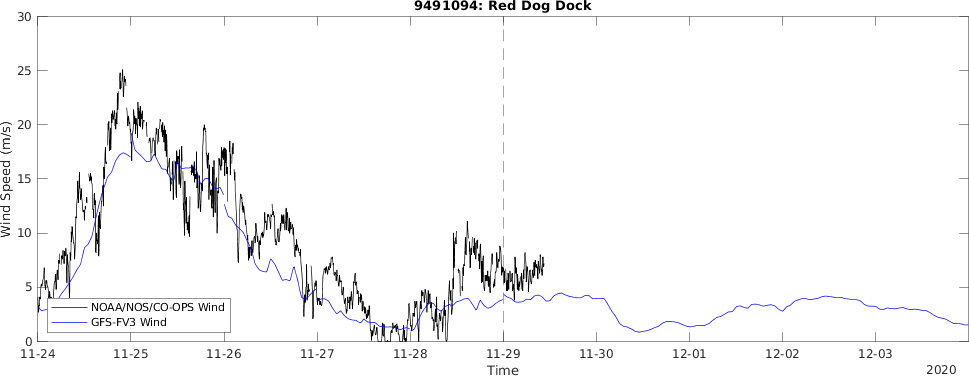 9491094: Red Dog Dock
30
25
20
15
10
5
0
Wind Speed (m/s)
NOAA/NOS/CO-OPS Wind
GFS-FV3 Wind
11-24 11-25 11-26 11-27 11-28 11-29 11-30 12-01 12-02 12-03
Time
2020